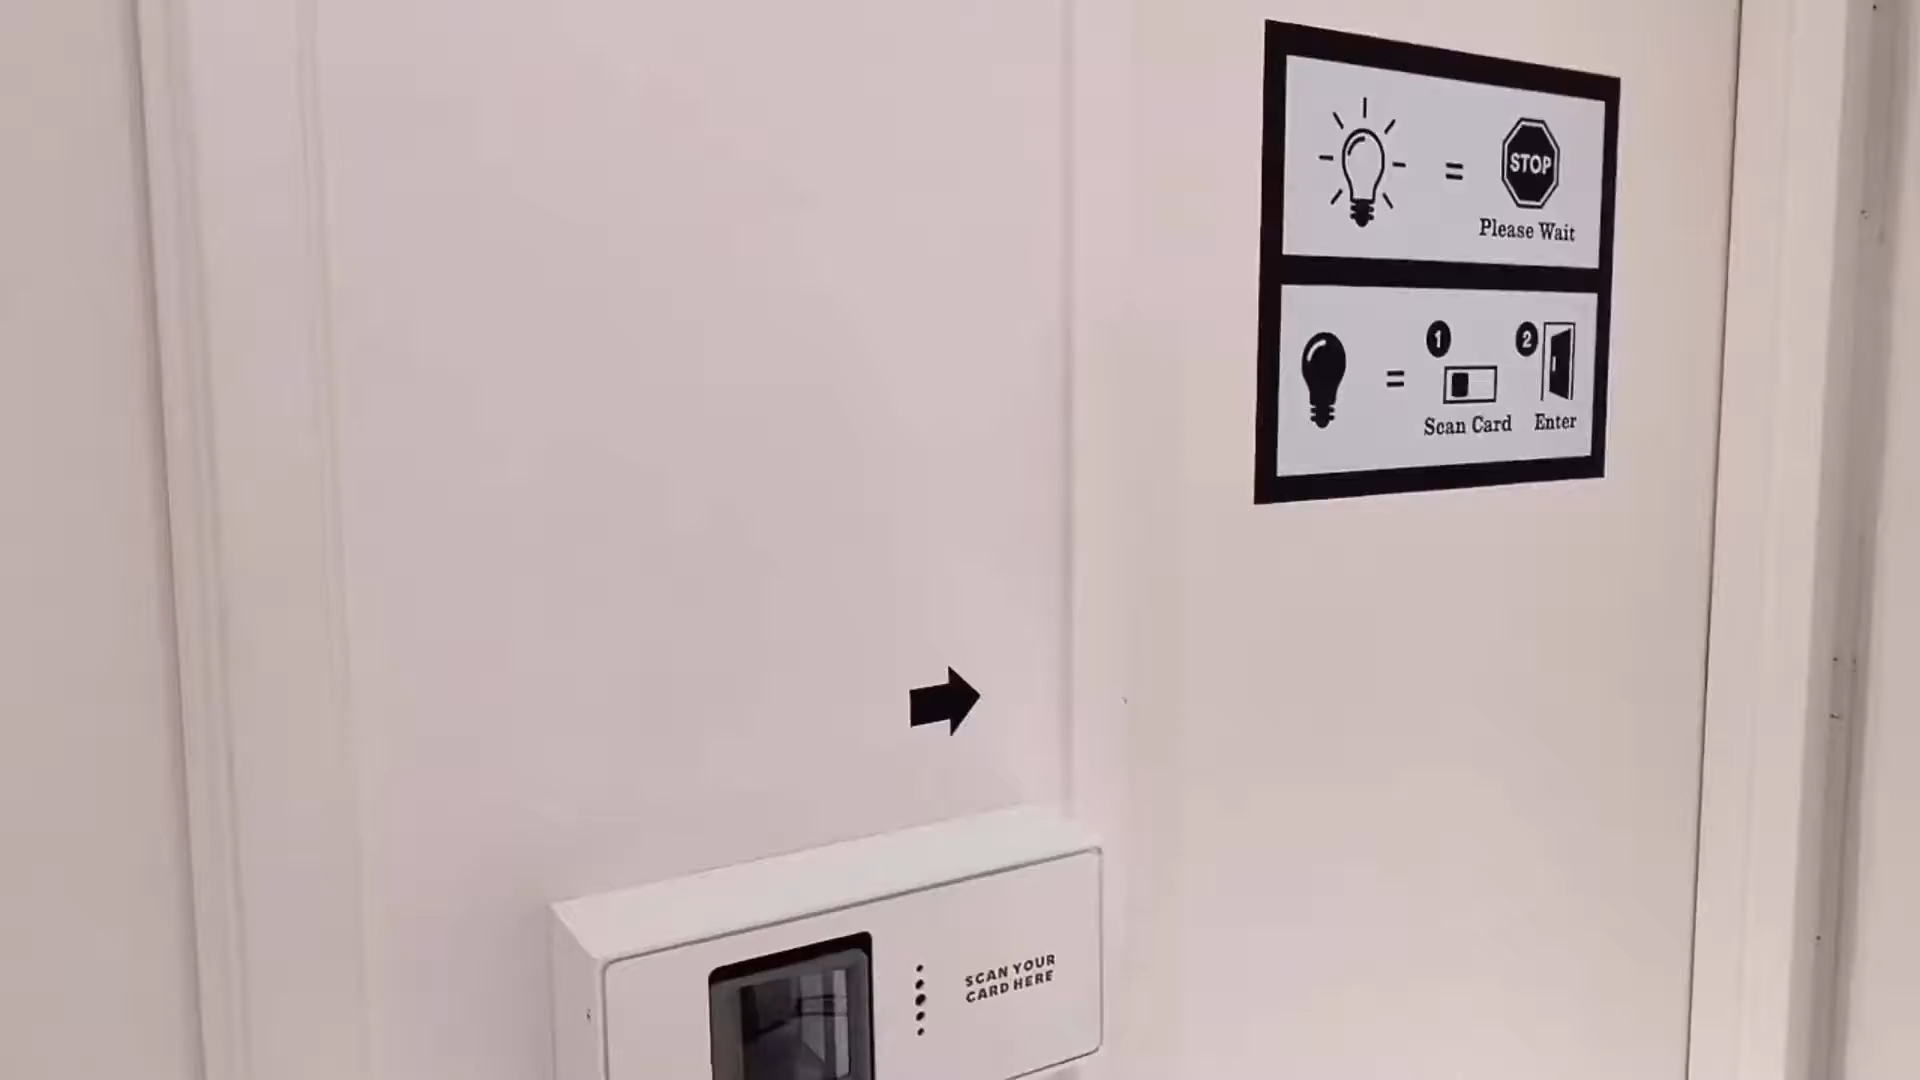 =
STOP
Please Wait
=
1
2
Scan Card
Enter
SCAN YOUR
CARD HERE